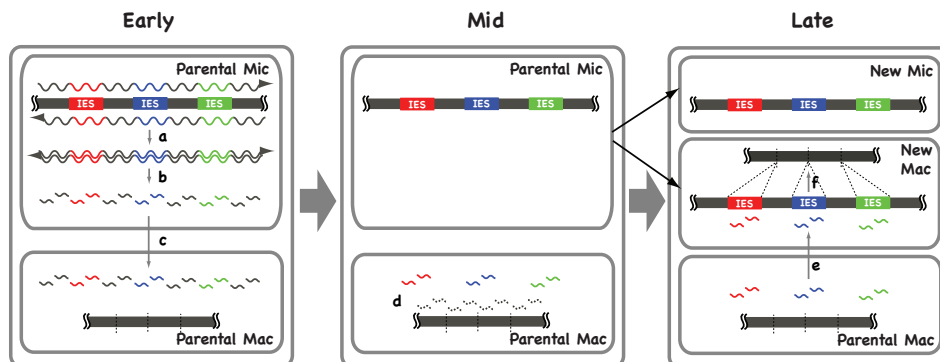 Early
Mid
Late
Parental Mic
IES IES IES
a
b
c
Parental Mac
Parental Mic
IES IES IES
d
Parental Mac
New Mic
IES IES IES
New
Mac
f
IES IES IES
e
Parental Mac